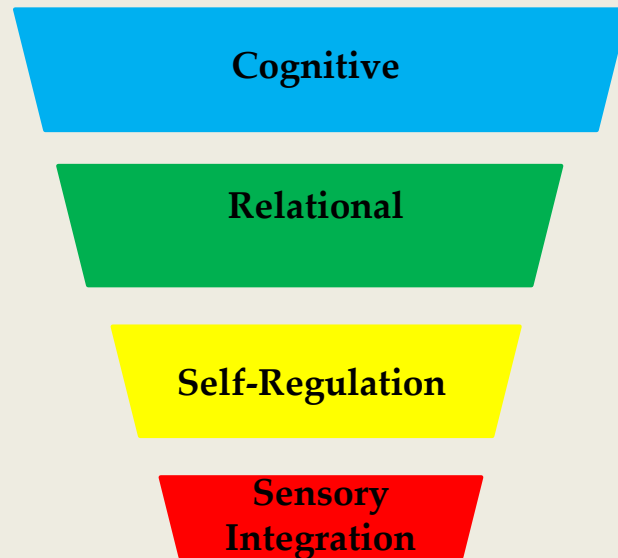 Cognitive
Relational
Self-Regulation
Sensory
Integration